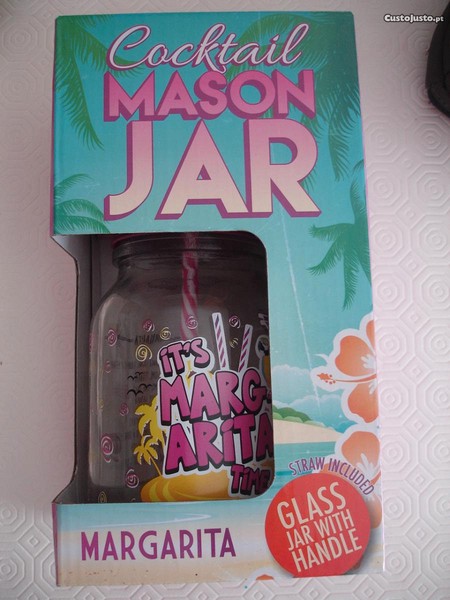 CustoJusto.pt
Cocktail
MASON
JAR
IT'S
MARG
ARITA
TIME
STRAW INCLUDED
GLASS
JAR WITH
HANDLE
MARGARITA